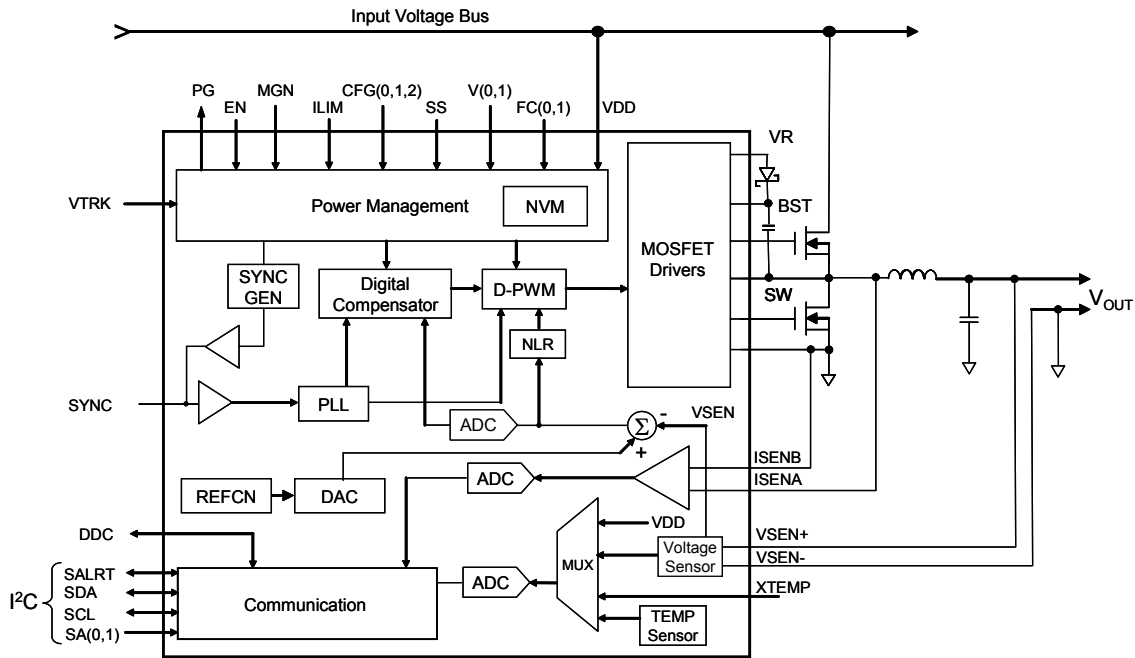 Input Voltage Bus
PG
EN
MGN
ILIM
CFG(0,1,2)
SS
V(0,1)
FC(0,1)
VDD
VR
VTRK
Power Management
NVM
BST
MOSFET
Drivers
SYNC
GEN
Digital
Compensator
D-PWM
SW
VOUT
NLR
SYNC
PLL
ADC
Σ
-
+
VSEN
ISENB
ISENA
REFCN
DAC
ADC
DDC
VDD
VSEN+
VSEN-
Voltage
Sensor
MUX
I²C
SALRT
SDA
SCL
SA(0,1)
Communication
ADC
XTEMP
TEMP
Sensor